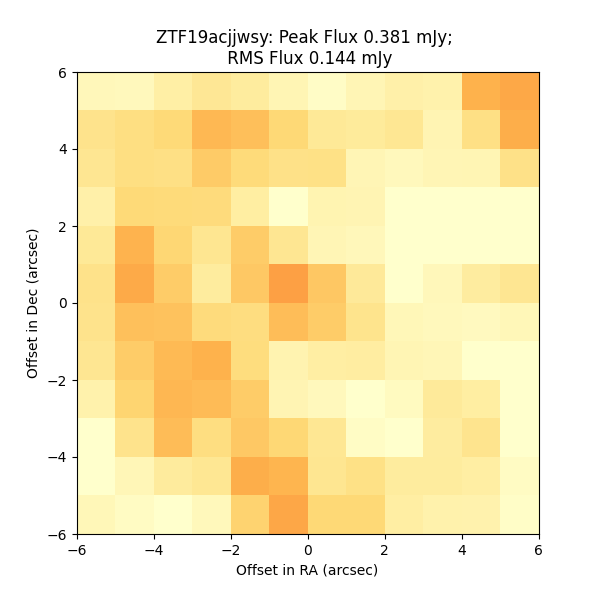 ZTF19acjjwsy: Peak Flux 0.381 mJy;
RMS Flux 0.144 mJy
6
4
2
0
−2
−4
−6
Offset in Dec (arcsec)
−6 −4 −2 0 2 4 6
Offset in RA (arcsec)